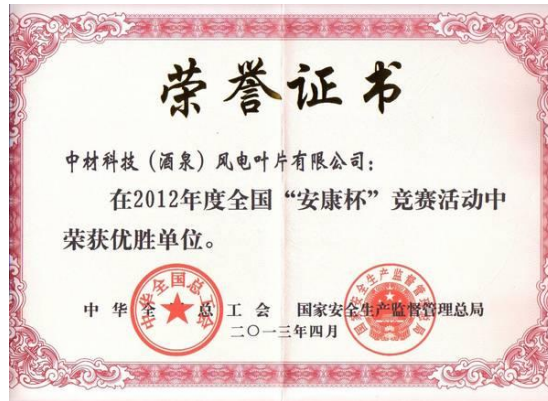 荣誉证书
中材科技（酒泉）风电叶片有限公司：
在2012年度全国“安康杯”竞赛活动中
荣获优胜单位。
中华全国总工会 国家安全生产监督管理总局
二〇一三年四月